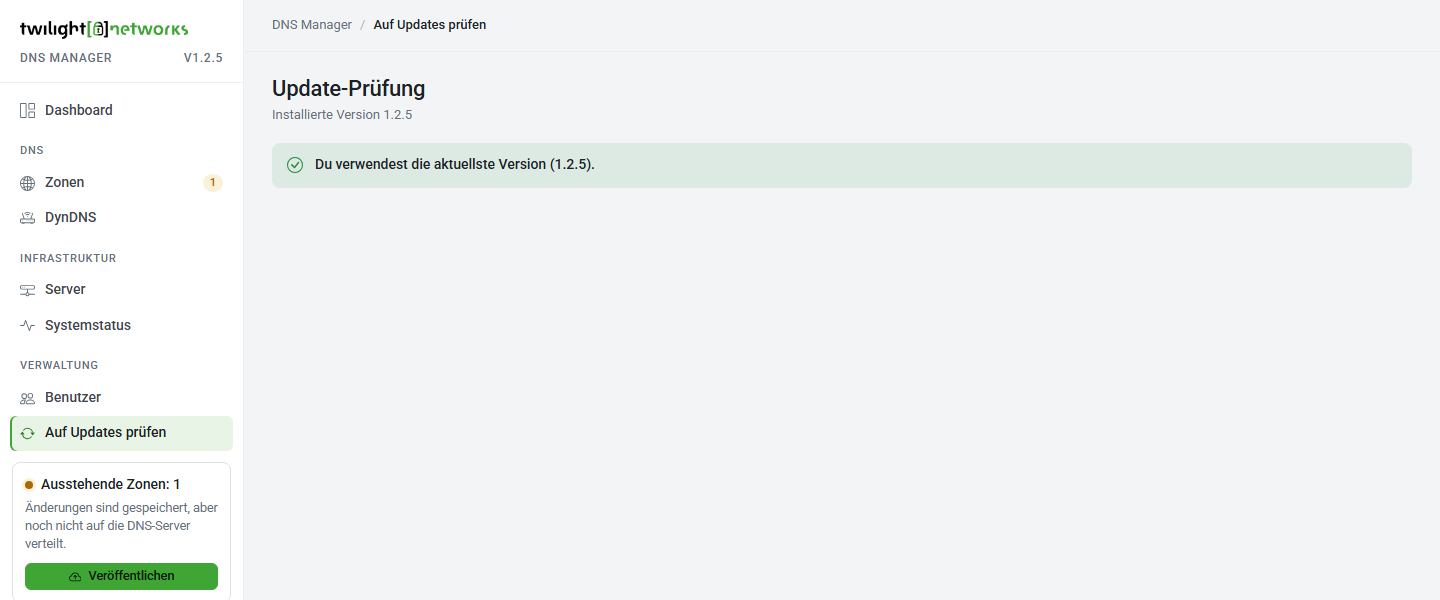 twilight[]networks
DNS MANAGER V1.2.5
Dashboard
DNS
Zonen 1
DynDNS
INFRASTRUKTUR
Server
Systemstatus
VERWALTUNG
Benutzer
Auf Updates prüfen
Ausstehende Zonen: 1
Änderungen sind gespeichert, aber
noch nicht auf die DNS-Server
verteilt.
Veröffentlichen
DNS Manager / Auf Updates prüfen
Update-Prüfung
Installierte Version 1.2.5
Du verwendest die aktuellste Version (1.2.5).